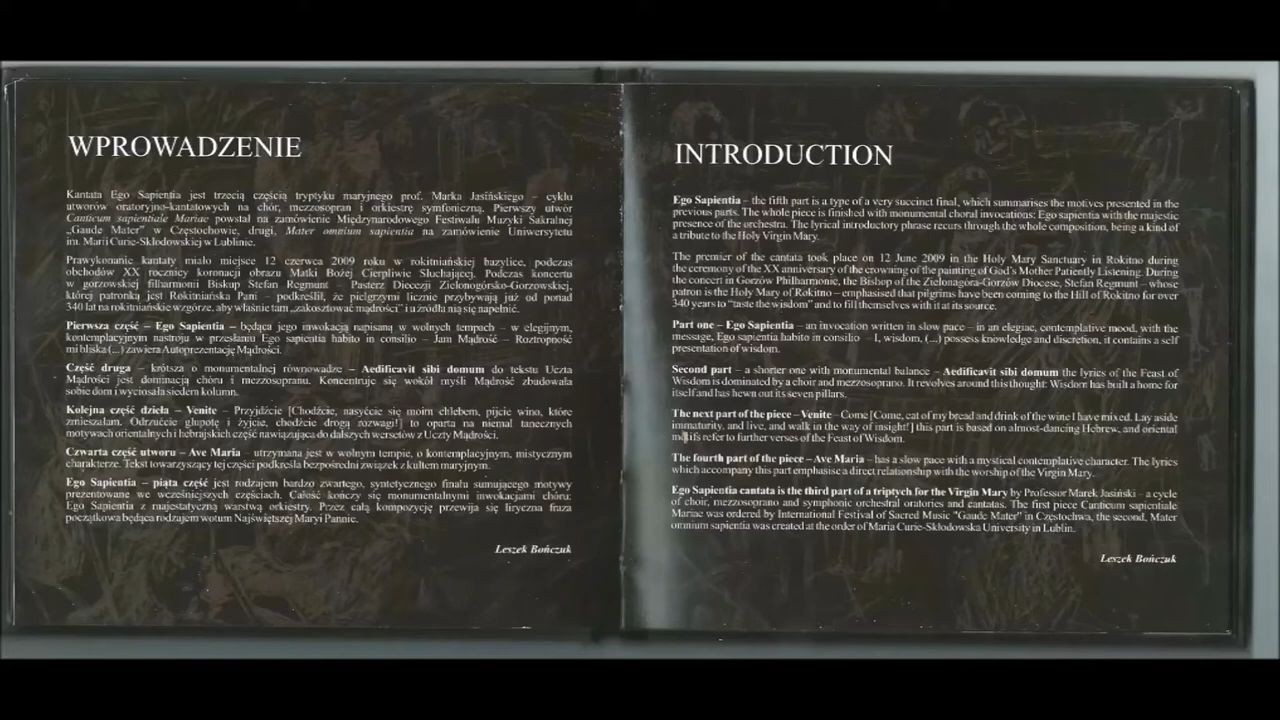 WPROWADZENIE
Kantata Ego Sapientia jest trzecią częścią tryptyku maryjnego prof. Marka Jasińskiego – cyklu
utworów oratoryjno-kantatowych na chór, mezzosopran i orkiestrę symfoniczną. Pierwszy utwór
Canticum sapientiale Mariae powstał na zamówienie Międzynarodowego Festiwalu Muzyki Sakralnej
„Gaude Mater” w Częstochowie, drugi, Mater omnium sapientia na zamówienie Uniwersytetu
im. Marii Curie-Skłodowskiej w Lublinie.
Prawykonanie kantaty miało miejsce 12 czerwca 2009 roku w rokitniańskiej bazylice, podczas
obchodów XX rocznicy koronacji obrazu Matki Bożej Cierpliwie Słuchającej. Podczas koncertu
w gorzowskiej filharmonii Biskup Stefan Regmunt – Pasterz Diecezji Zielonogórsko-Gorzowskiej,
której patronką jest Rokitniańska Pani – podkreślił, że pielgrzymi licznie przybywają już od ponad
340 lat na rokitniańskie wzgórze, aby właśnie tam „zakosztować mądrości” i u źródła nią się napełnić.
Pierwsza część – Ego Sapientia – będąca jego inwokacją napisaną w wolnych tempach – w elegijnym,
kontemplacyjnym nastroju w przesłaniu Ego sapientia habito in consilio – Jam Mądrość – Roztropność
mi bliska (...) zawiera Autoprezentację Mądrości.
Część druga – krótsza o monumentalnej równowadze – Aedificavit sibi domum do tekstu Uczta
Mądrości jest dominacją chóru i mezzosopranu. Koncentruje się wokół myśli Mądrość zbudowała
sobie dom i wyciosała siedem kolumn.
Kolejna część dzieła – Venite – Przyjdźcie [Chodźcie, nasyćcie się moim chlebem, pijcie wino, które
zmieszałam. Odrzućcie głupotę i żyjcie, chodźcie drogą rozwagi!] to oparta na niemal tanecznych
motywach orientalnych i hebrajskich część nawiązująca do dalszych wersetów z Uczty Mądrości.
Czwarta część utworu – Ave Maria – utrzymana jest w wolnym tempie, o kontemplacyjnym, mistycznym
charakterze. Tekst towarzyszący tej części podkreśla bezpośredni związek z kultem maryjnym.
Ego Sapientia – piąta część jest rodzajem bardzo zwartego, syntetycznego finału sumującego motywy
prezentowane we wcześniejszych częściach. Całość kończy się monumentalnymi inwokacjami chóru:
Ego Sapientia z majestatyczną warstwą orkiestry. Przez całą kompozycję przewija się liryczna fraza
początkowa będąca rodzajem wotum Najświętszej Maryi Pannie.
Leszek Bończuk
INTRODUCTION
Ego Sapientia – the fifth part is a type of a very succinct final, which summarises the motives presented in the
previous parts. The whole piece is finished with monumental choral invocations: Ego sapientia with the majestic
presence of the orchestra. The lyrical introductory phrase recurs through the whole composition, being a kind of
a tribute to the Holy Virgin Mary.
The premier of the cantata took place on 12 June 2009 in the Holy Mary Sanctuary in Rokitno during
the ceremony of the XX anniversary of the crowning of the painting of God's Mother Patiently Listening. During
the concert in Gorzów Philharmonic, the Bishop of the Zielonagóra-Gorzów Diocese, Stefan Regmunt – whose
patron is the Holy Mary of Rokitno – emphasised that pilgrims have been coming to the Hill of Rokitno for over
340 years to “taste the wisdom” and to fill themselves with it at its source.
Part one – Ego Sapientia – an invocation written in slow pace – in an elegiac, contemplative mood, with the
message, Ego sapientia habito in consilio – I, wisdom, (...) possess knowledge and discretion, it contains a self
presentation of wisdom.
Second part – a shorter one with monumental balance – Aedificavit sibi domum the lyrics of the Feast of
Wisdom is dominated by a choir and mezzosoprano. It revolves around this thought: Wisdom has built a home for
itself and has hewn out its seven pillars.
The next part of the piece – Venite – Come [Come, eat of my bread and drink of the wine I have mixed. Lay aside
immaturity, and live, and walk in the way of insight!] this part is based on almost-dancing Hebrew, and oriental
motifs refer to further verses of the Feast of Wisdom.
The fourth part of the piece – Ave Maria – has a slow pace with a mystical contemplative character. The lyrics
which accompany this part emphasise a direct relationship with the worship of the Virgin Mary.
Ego Sapientia cantata is the third part of a triptych for the Virgin Mary by Professor Marek Jasiński – a cycle
of choir, mezzosoprano and symphonic orchestral oratories and cantatas. The first piece Canticum sapientiale
Mariae was ordered by International Festival of Sacred Music “Gaude Mater” in Częstochwa, the second, Mater
omnium sapientia was created at the order of Maria Curie-Skłodowska University in Lublin.
Leszek Bończuk